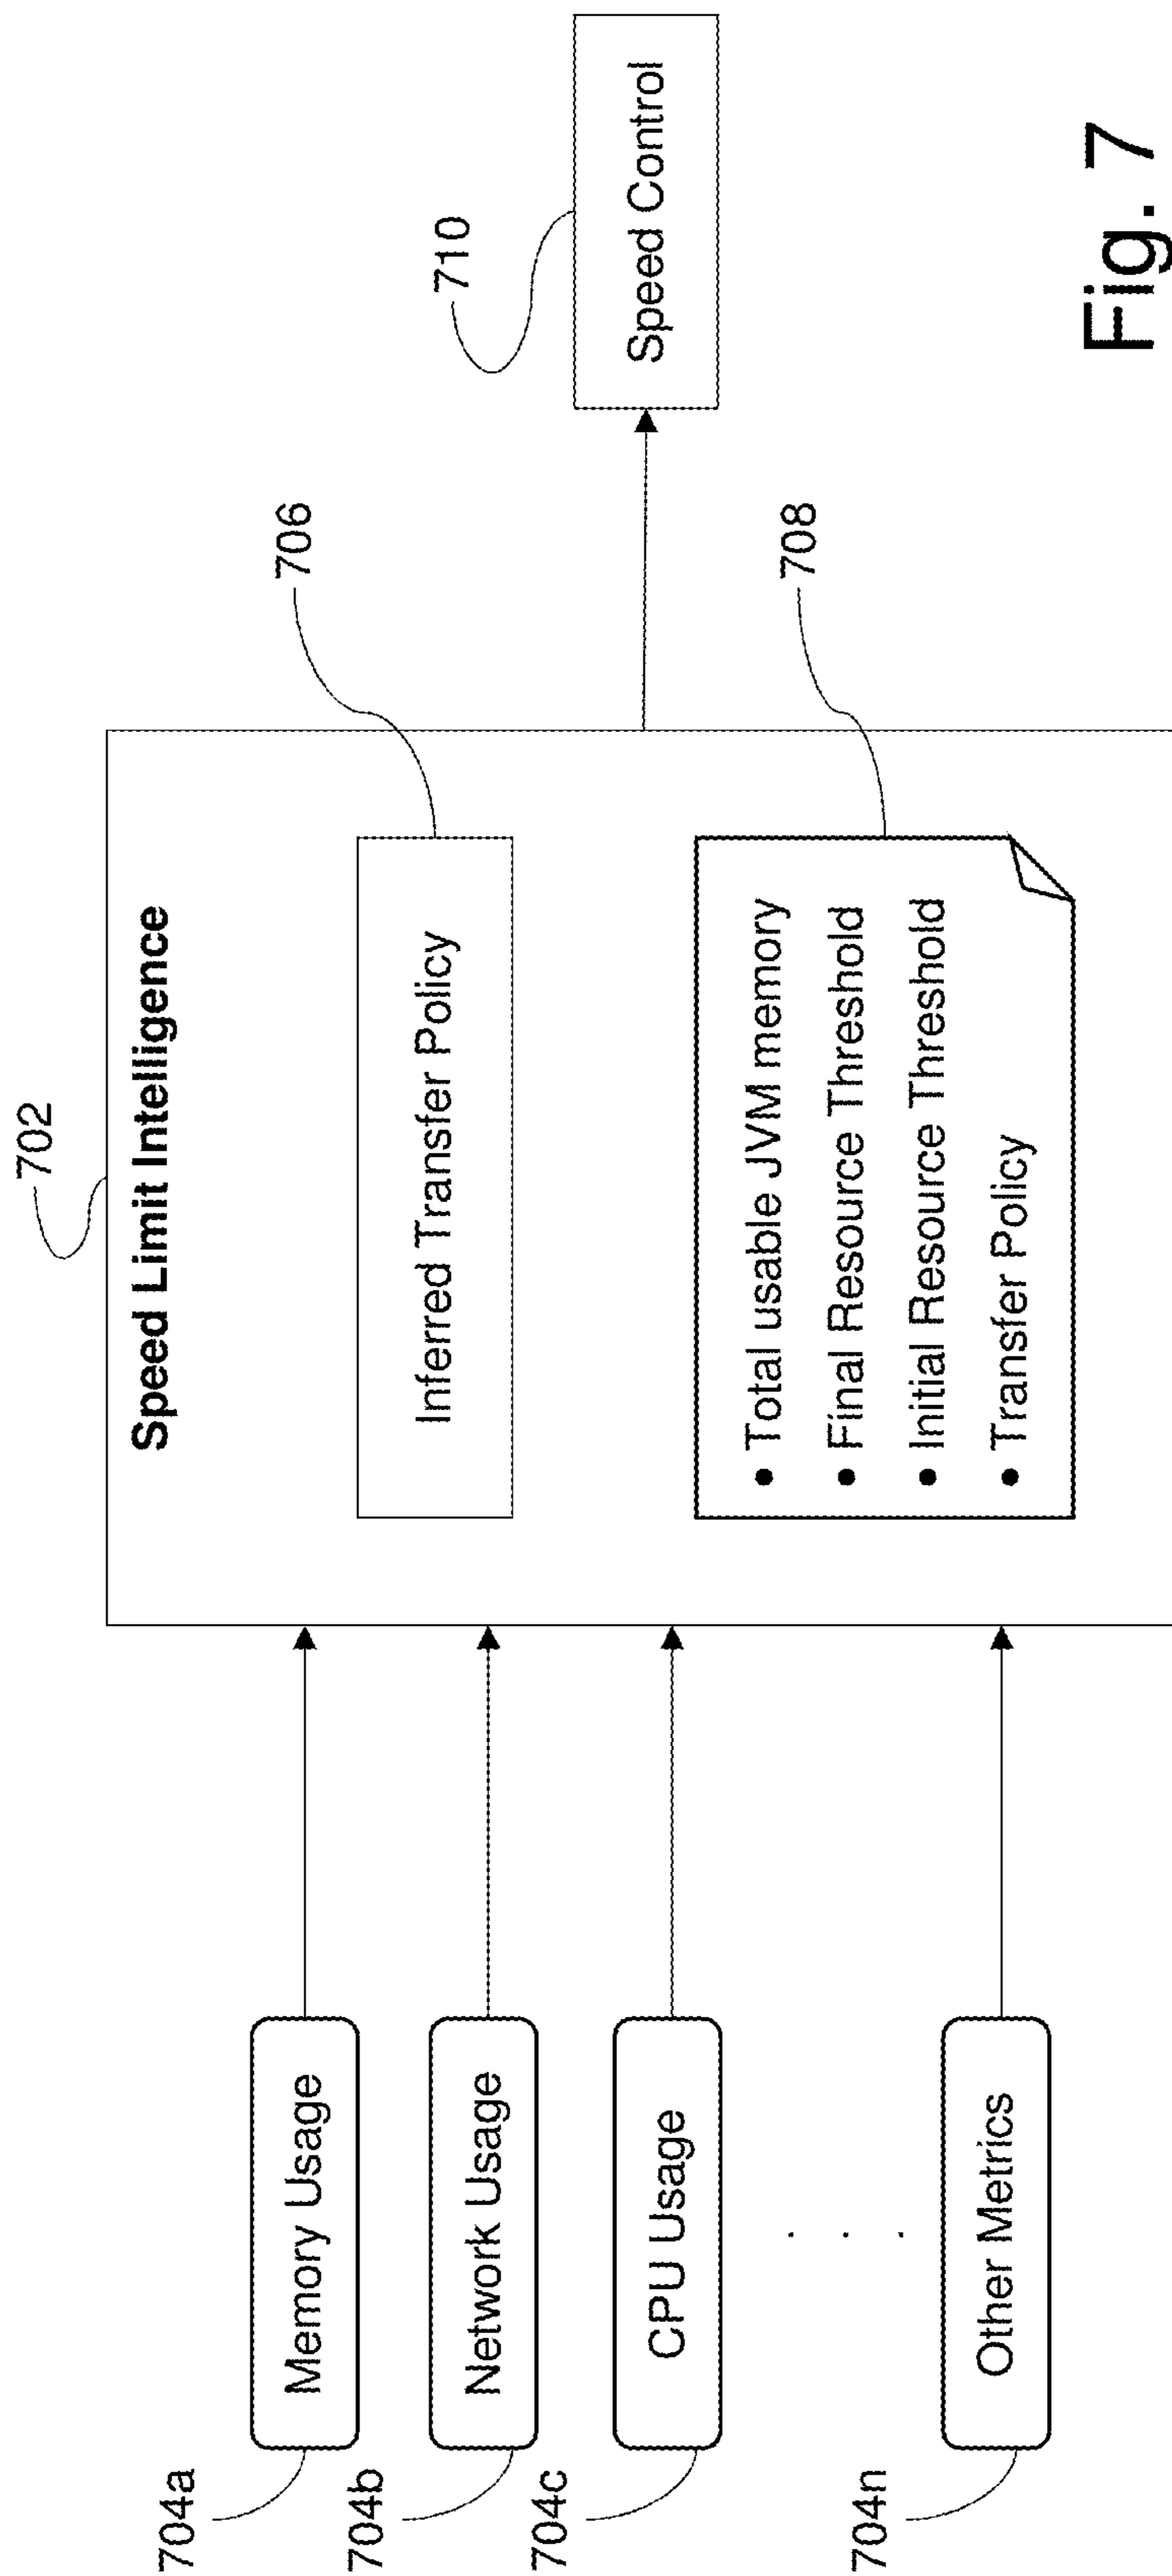 702
Speed Limit Intelligence
704a
Memory Usage
704b
Network Usage
704c
CPU Usage
. . .
704n
Other Metrics
Inferred Transfer Policy
706
• Total usable JVM memory
• Final Resource Threshold
• Initial Resource Threshold
• Transfer Policy
708
710
Speed Control
Fig. 7